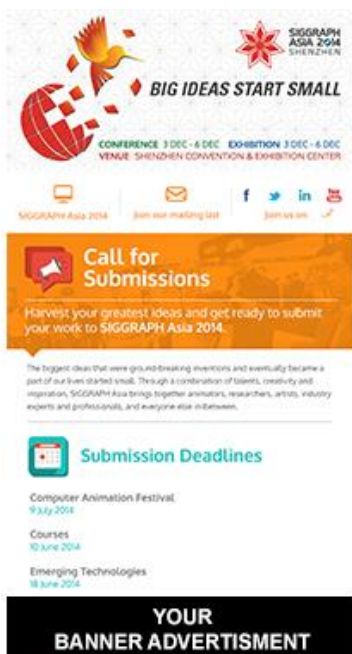 SIGGRAPH
ASIA 2014
SHENZHEN
BIG IDEAS START SMALL
CONFERENCE 3 DEC - 6 DEC EXHIBITION 3 DEC - 6 DEC
VENUE SHENZHEN CONVENTION & EXHIBITION CENTER
SIGGRAPH Asia 2014 Join our mailing list Join us on:
Call for
Submissions
Harvest your greatest ideas and get ready to submit
your work to SIGGRAPH Asia 2014.
The biggest ideas that were ground-breaking inventions and eventually became a
part of our lives started small. Through a combination of talents, creativity and
inspiration, SIGGRAPH Asia brings together animators, researchers, artists, industry
experts and professionals, and everyone else in-between.
Submission Deadlines
Computer Animation Festival
9 July 2014
Courses
10 June 2014
Emerging Technologies
18 June 2014
YOUR
BANNER ADVERTISMENT